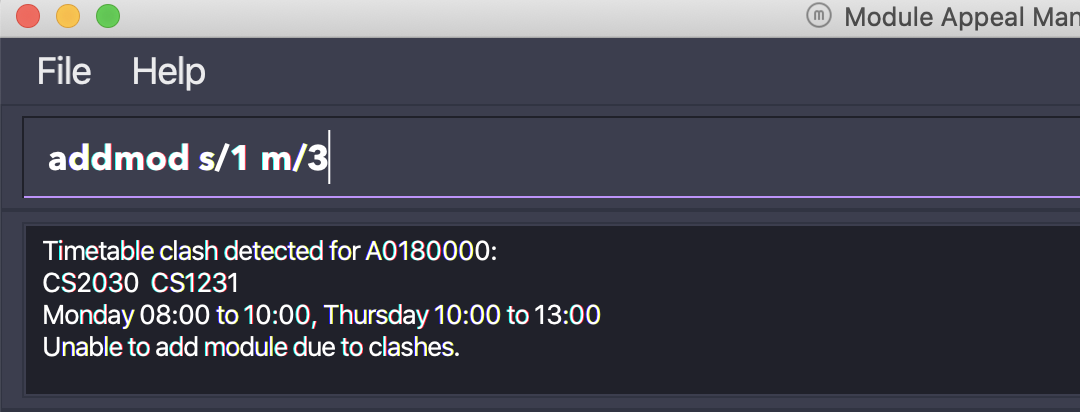 Module Appeal Man
File Help
addmod s/1 m/3
Timetable clash detected for A0180000:
CS2030 CS1231
Monday 08:00 to 10:00, Thursday 10:00 to 13:00
Unable to add module due to clashes.